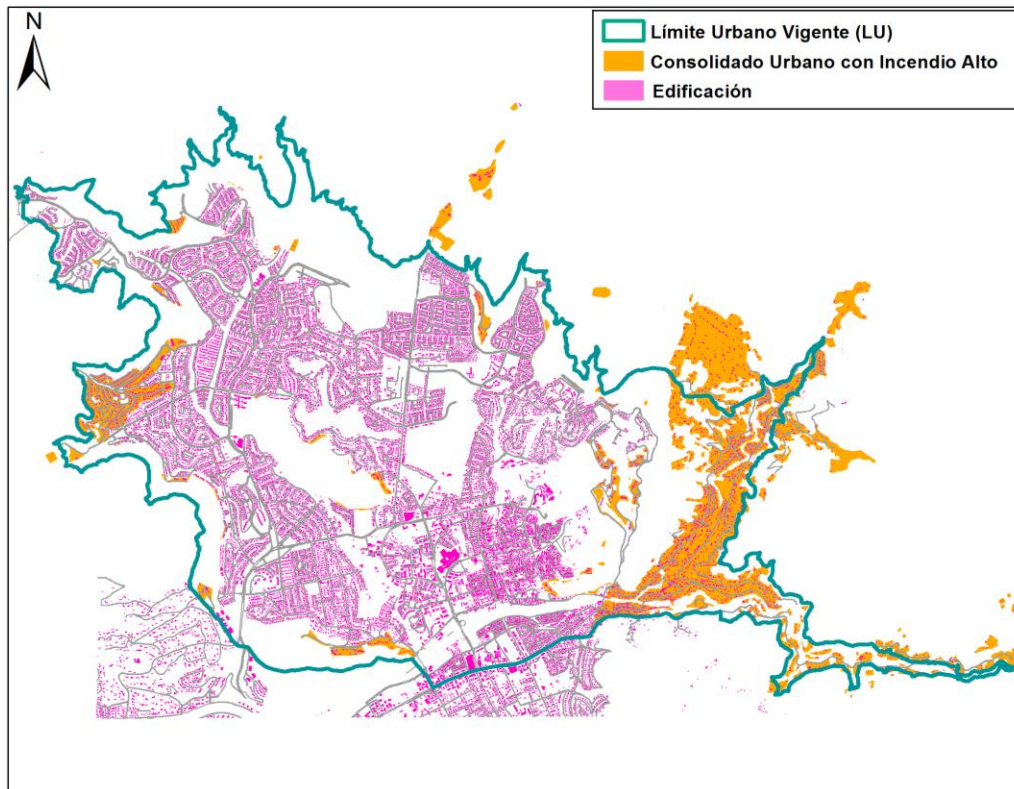 N
Límite Urbano Vigente (LU)
Consolidado Urbano con Incendio Alto
Edificación